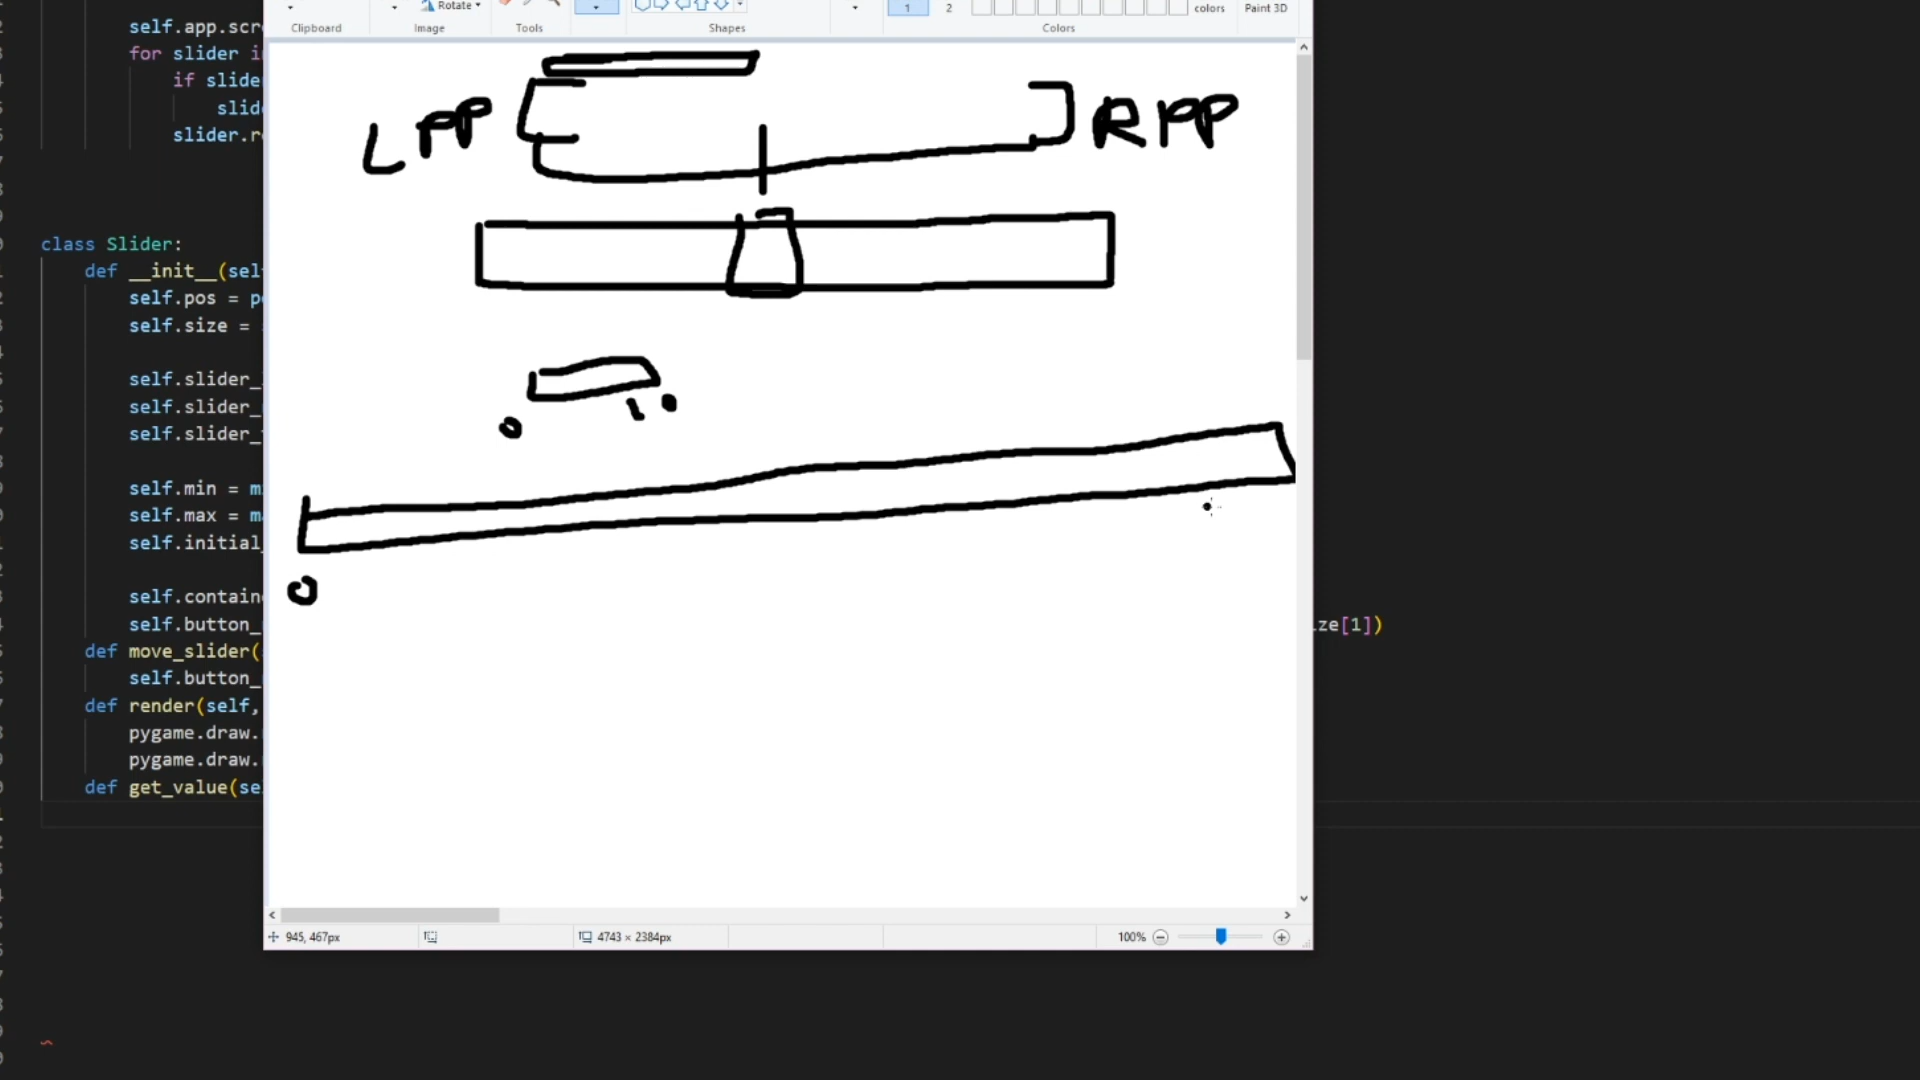 self.app.scr
for slider i
if slide
slid
slider.r
class Slider:
def __init__(sel
self.pos = p
self.size =
self.slider_
self.slider_
self.slider_
self.min = m
self.max = m
self.initial
self.contain
self.button_
def move_slider(
self.button_
def render(self,
pygame.draw.
pygame.draw.
def get_value(se
Rotate
1
2
colors
Paint 3D
Clipboard
Image
Tools
Shapes
Colors
LPP
RPP
0
10
0
945, 467px
4743 × 2384px
100%
ze[1])